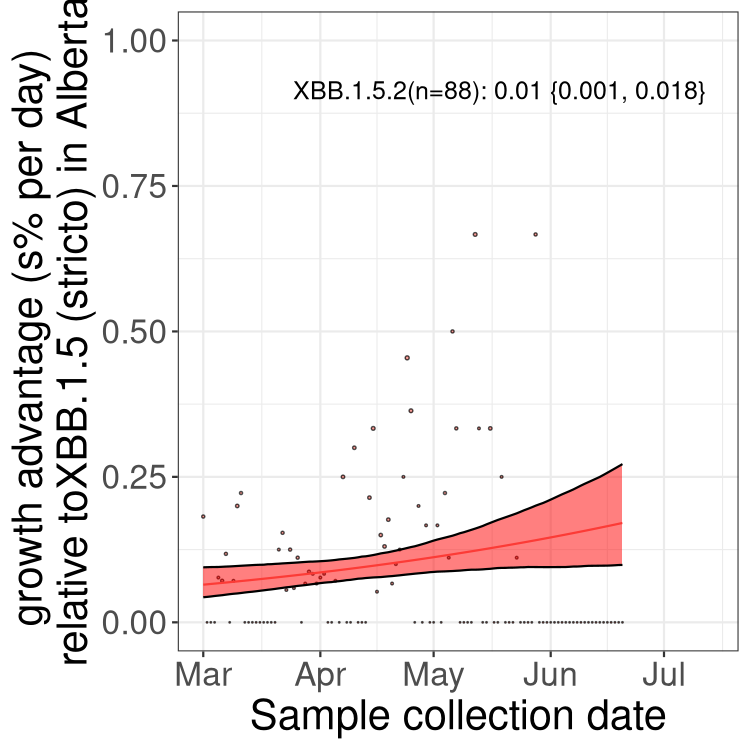 growth advantage (s% per day)
relative toXBB.1.5 (stricto) in Alberta
1.00
0.75
0.50
0.25
0.00
XBB.1.5.2(n=88): 0.01 {0.001, 0.018}
Mar Apr May Jun Jul
Sample collection date